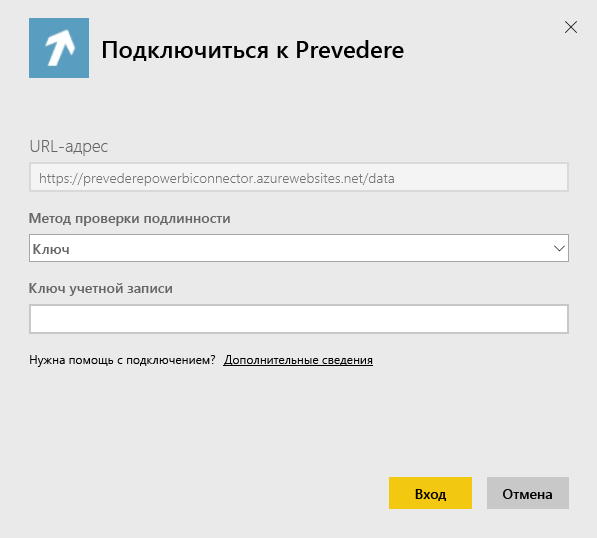 Подключиться к Prevedere
URL-адрес
https://prevederepowerbiconnector.azurewebsites.net/data
Метод проверки подлинности
Ключ
Ключ учетной записи
Нужна помощь с подключением? Дополнительные сведения
Вход Отмена